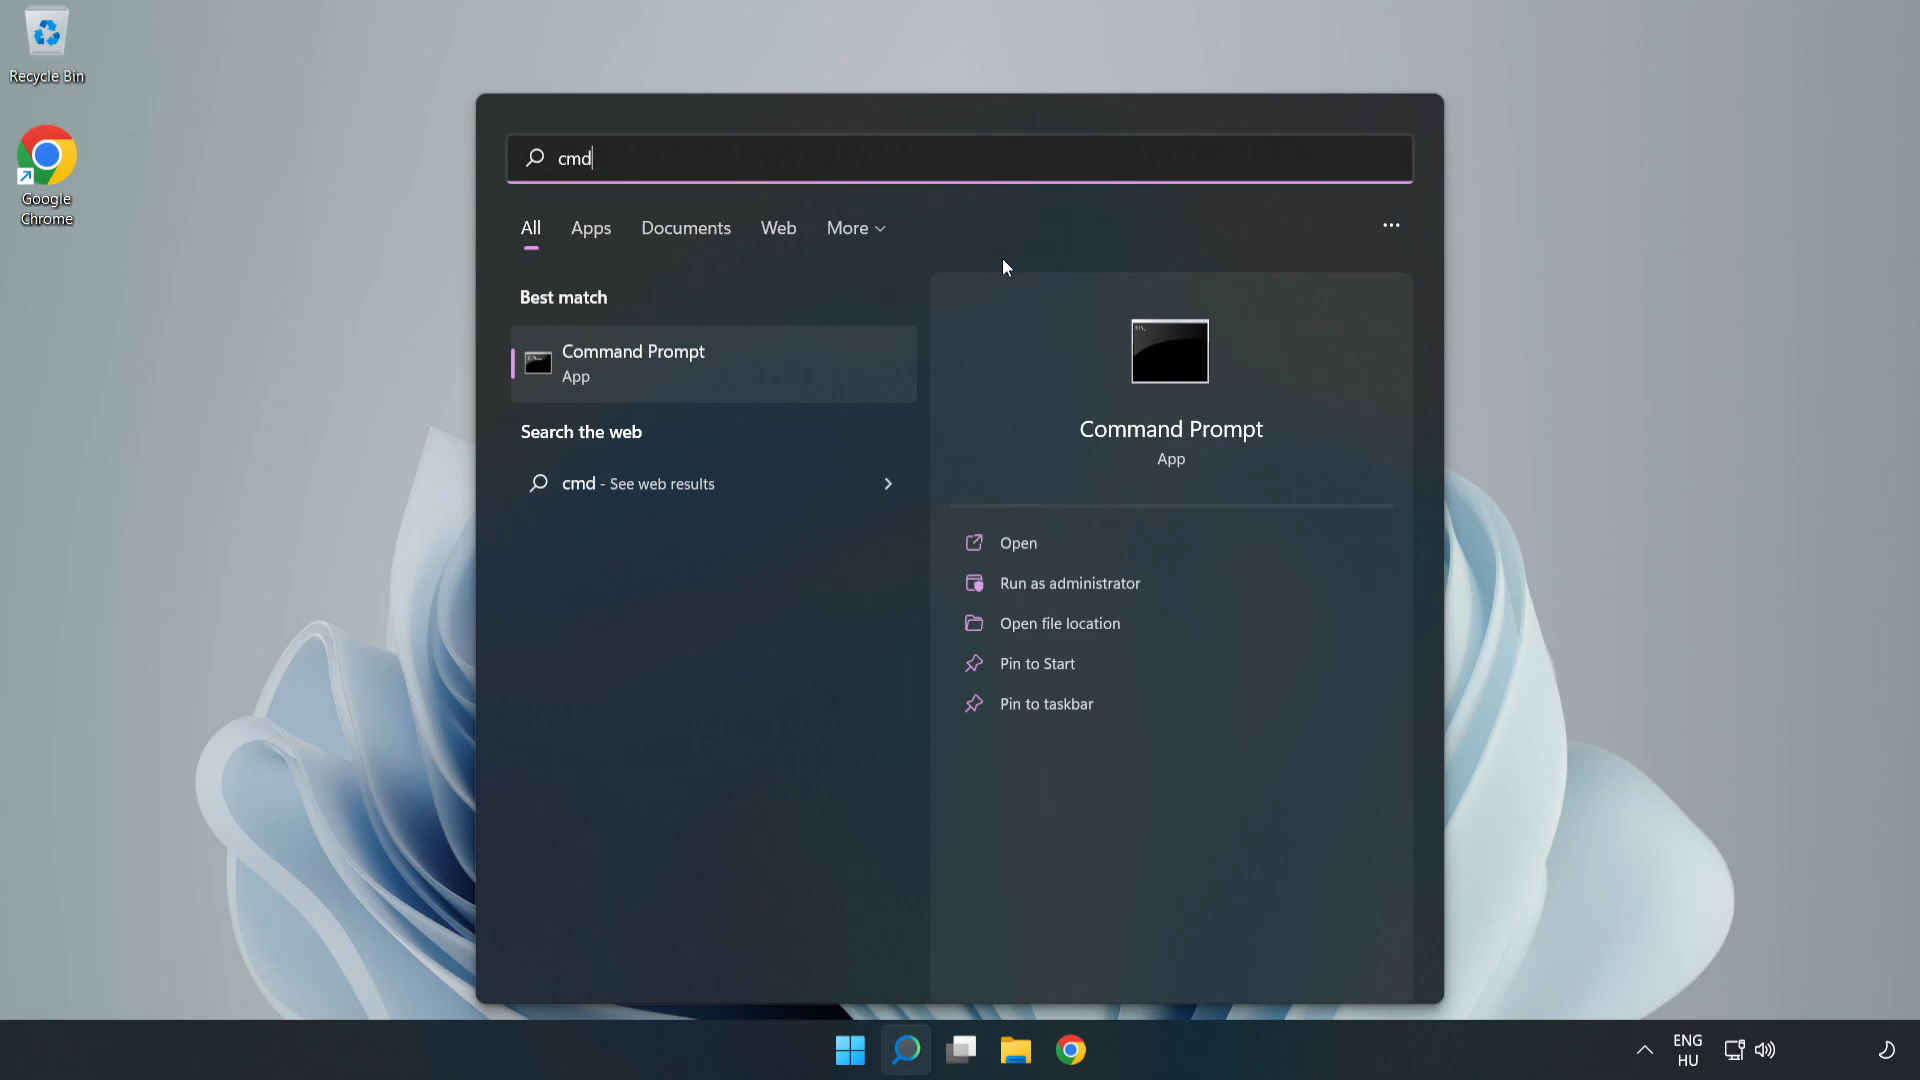 Recycle Bin
Google
Chrome
cmd
All
Apps
Documents
Web
More
Best match
Command Prompt
App
Search the web
cmd - See web results
Command Prompt
App
Open
Run as administrator
Open file location
Pin to Start
Pin to taskbar
ENG
HU